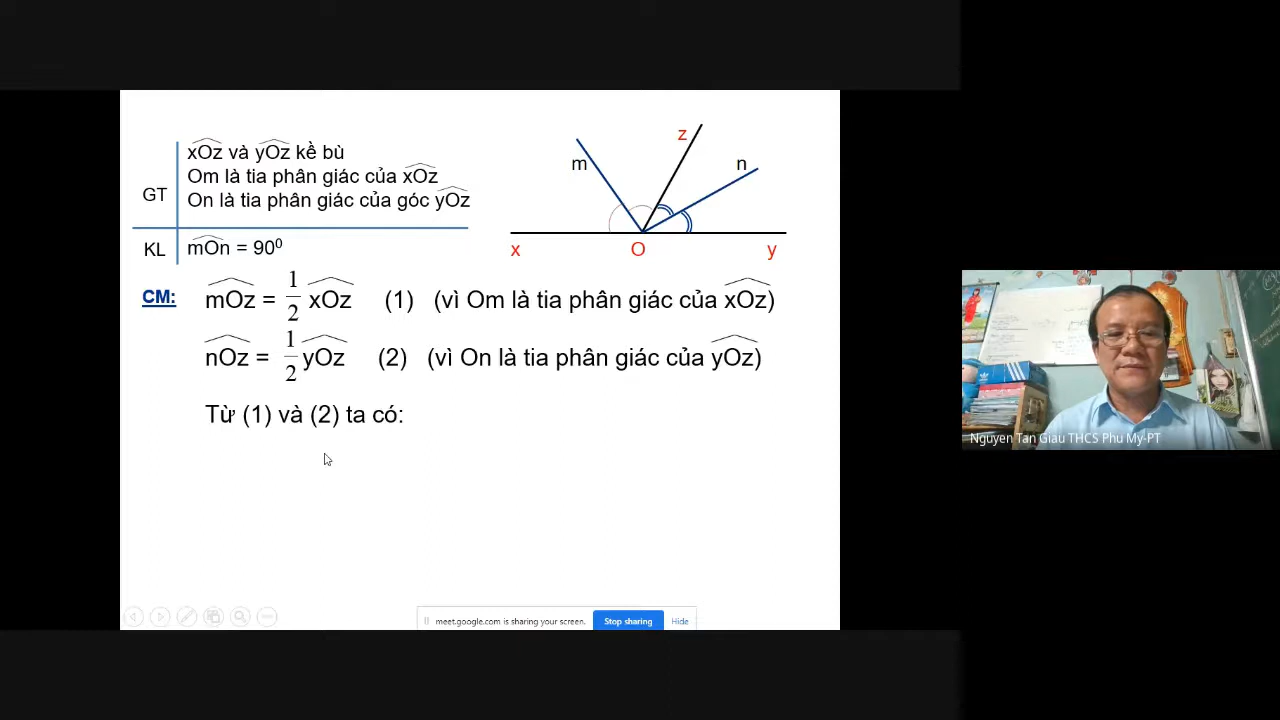 GT
xOz và yOz kề bù
Om là tia phân giác của xOz
On là tia phân giác của góc yOz
KL
mOn = 90⁰
z
m
n
x
O
y
CM:
mOz = 1/2 xOz (1) (vì Om là tia phân giác của xOz)
nOz = 1/2 yOz (2) (vì On là tia phân giác của yOz)
Từ (1) và (2) ta có:
meet.google.com is sharing your screen.
Stop sharing
Hide
Nguyen Tan Giau THCS Phu My-PT